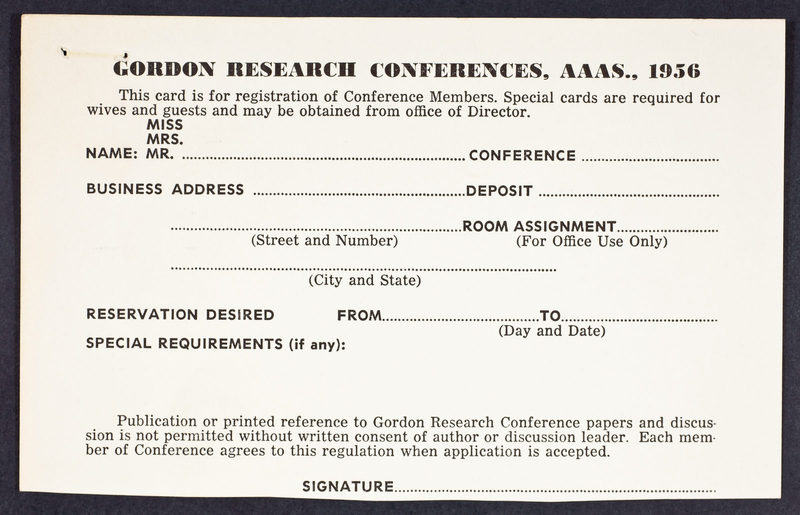 GORDON RESEARCH CONFERENCES, AAAS., 1956
This card is for registration of Conference Members. Special cards are required for
wives and guests and may be obtained from office of Director.
MISS
MRS.
NAME: MR. ........................ CONFERENCE ........................
BUSINESS ADDRESS ........................ DEPOSIT ........................
........................ ROOM ASSIGNMENT........................
(Street and Number) (For Office Use Only)
........................
(City and State)
RESERVATION DESIRED FROM........................TO........................
(Day and Date)
SPECIAL REQUIREMENTS (if any):
Publication or printed reference to Gordon Research Conference papers and discus-
sion is not permitted without written consent of author or discussion leader. Each mem-
ber of Conference agrees to this regulation when application is accepted.
SIGNATURE........................